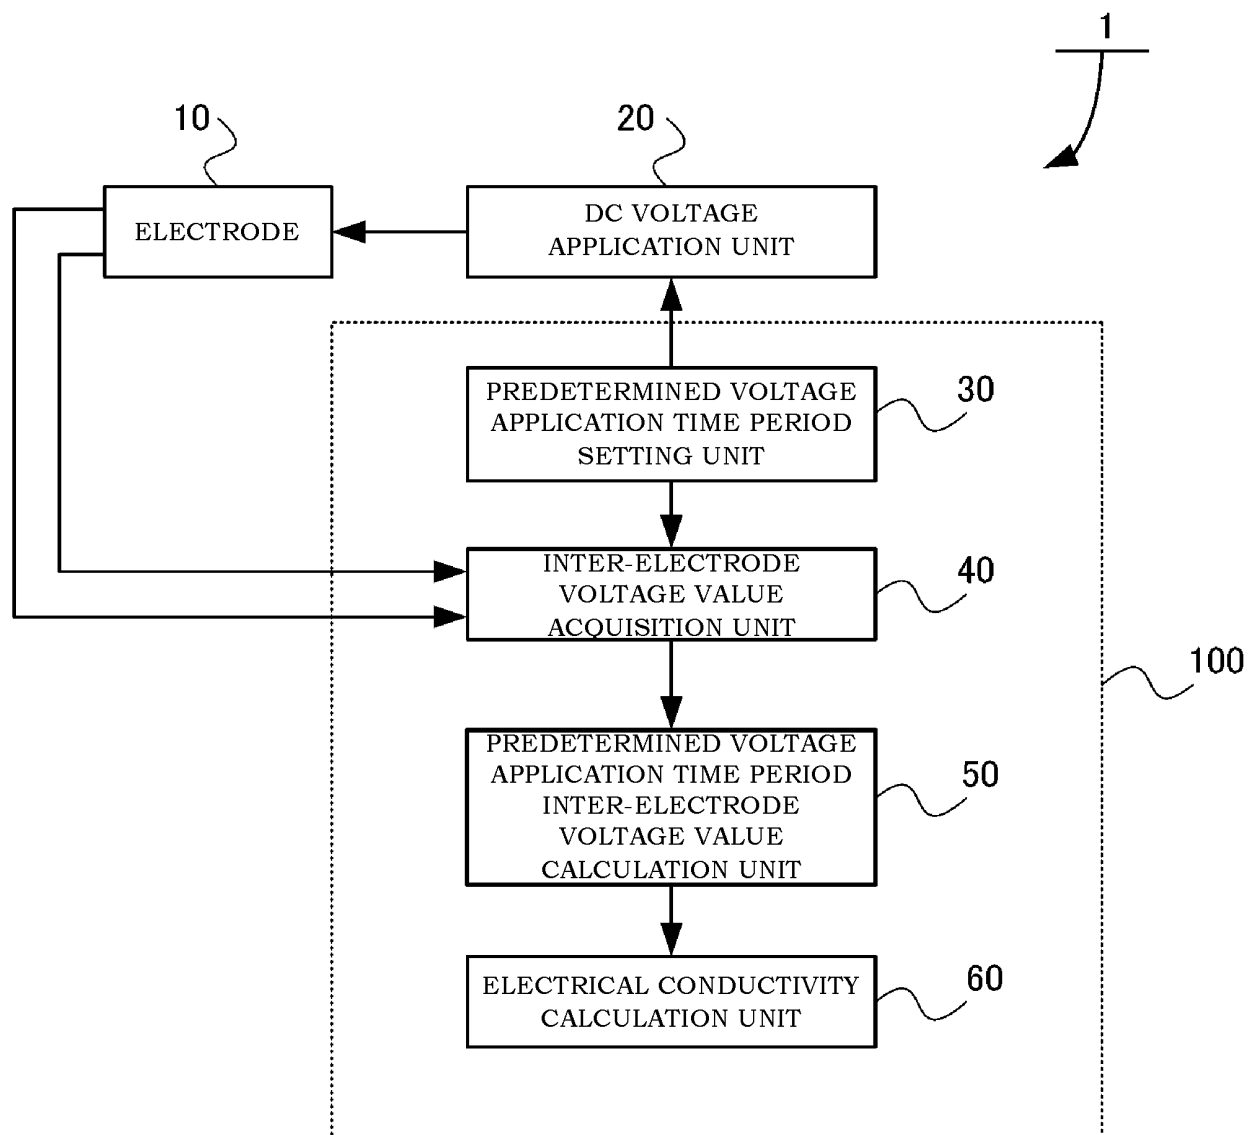 1
10
20
ELECTRODE
DC VOLTAGE
APPLICATION UNIT
PREDETERMINED VOLTAGE
APPLICATION TIME PERIOD
SETTING UNIT
30
INTER-ELECTRODE
VOLTAGE VALUE
ACQUISITION UNIT
40
100
PREDETERMINED VOLTAGE
APPLICATION TIME PERIOD
INTER-ELECTRODE
VOLTAGE VALUE
CALCULATION UNIT
50
ELECTRICAL CONDUCTIVITY
CALCULATION UNIT
60